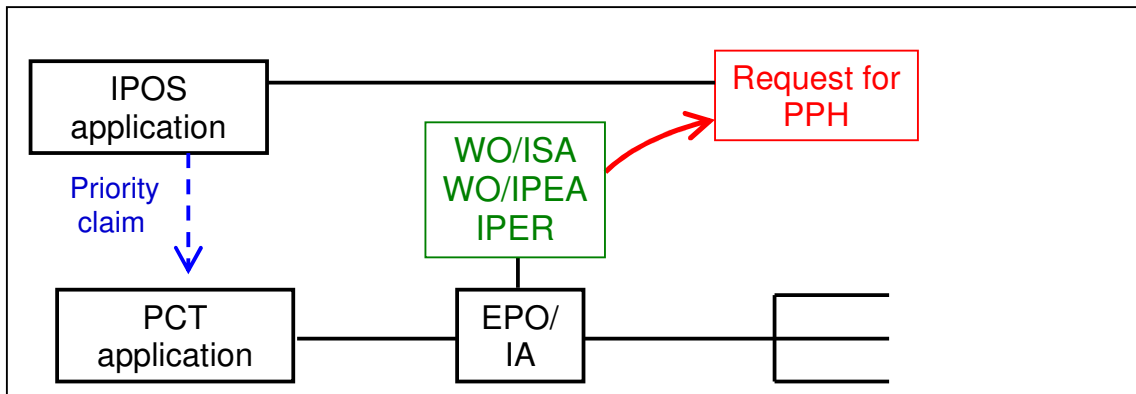 IPOS
application
Request for
PPH
WO/ISA
WO/IPEA
IPER
Priority
claim
PCT
application
EPO/
IA